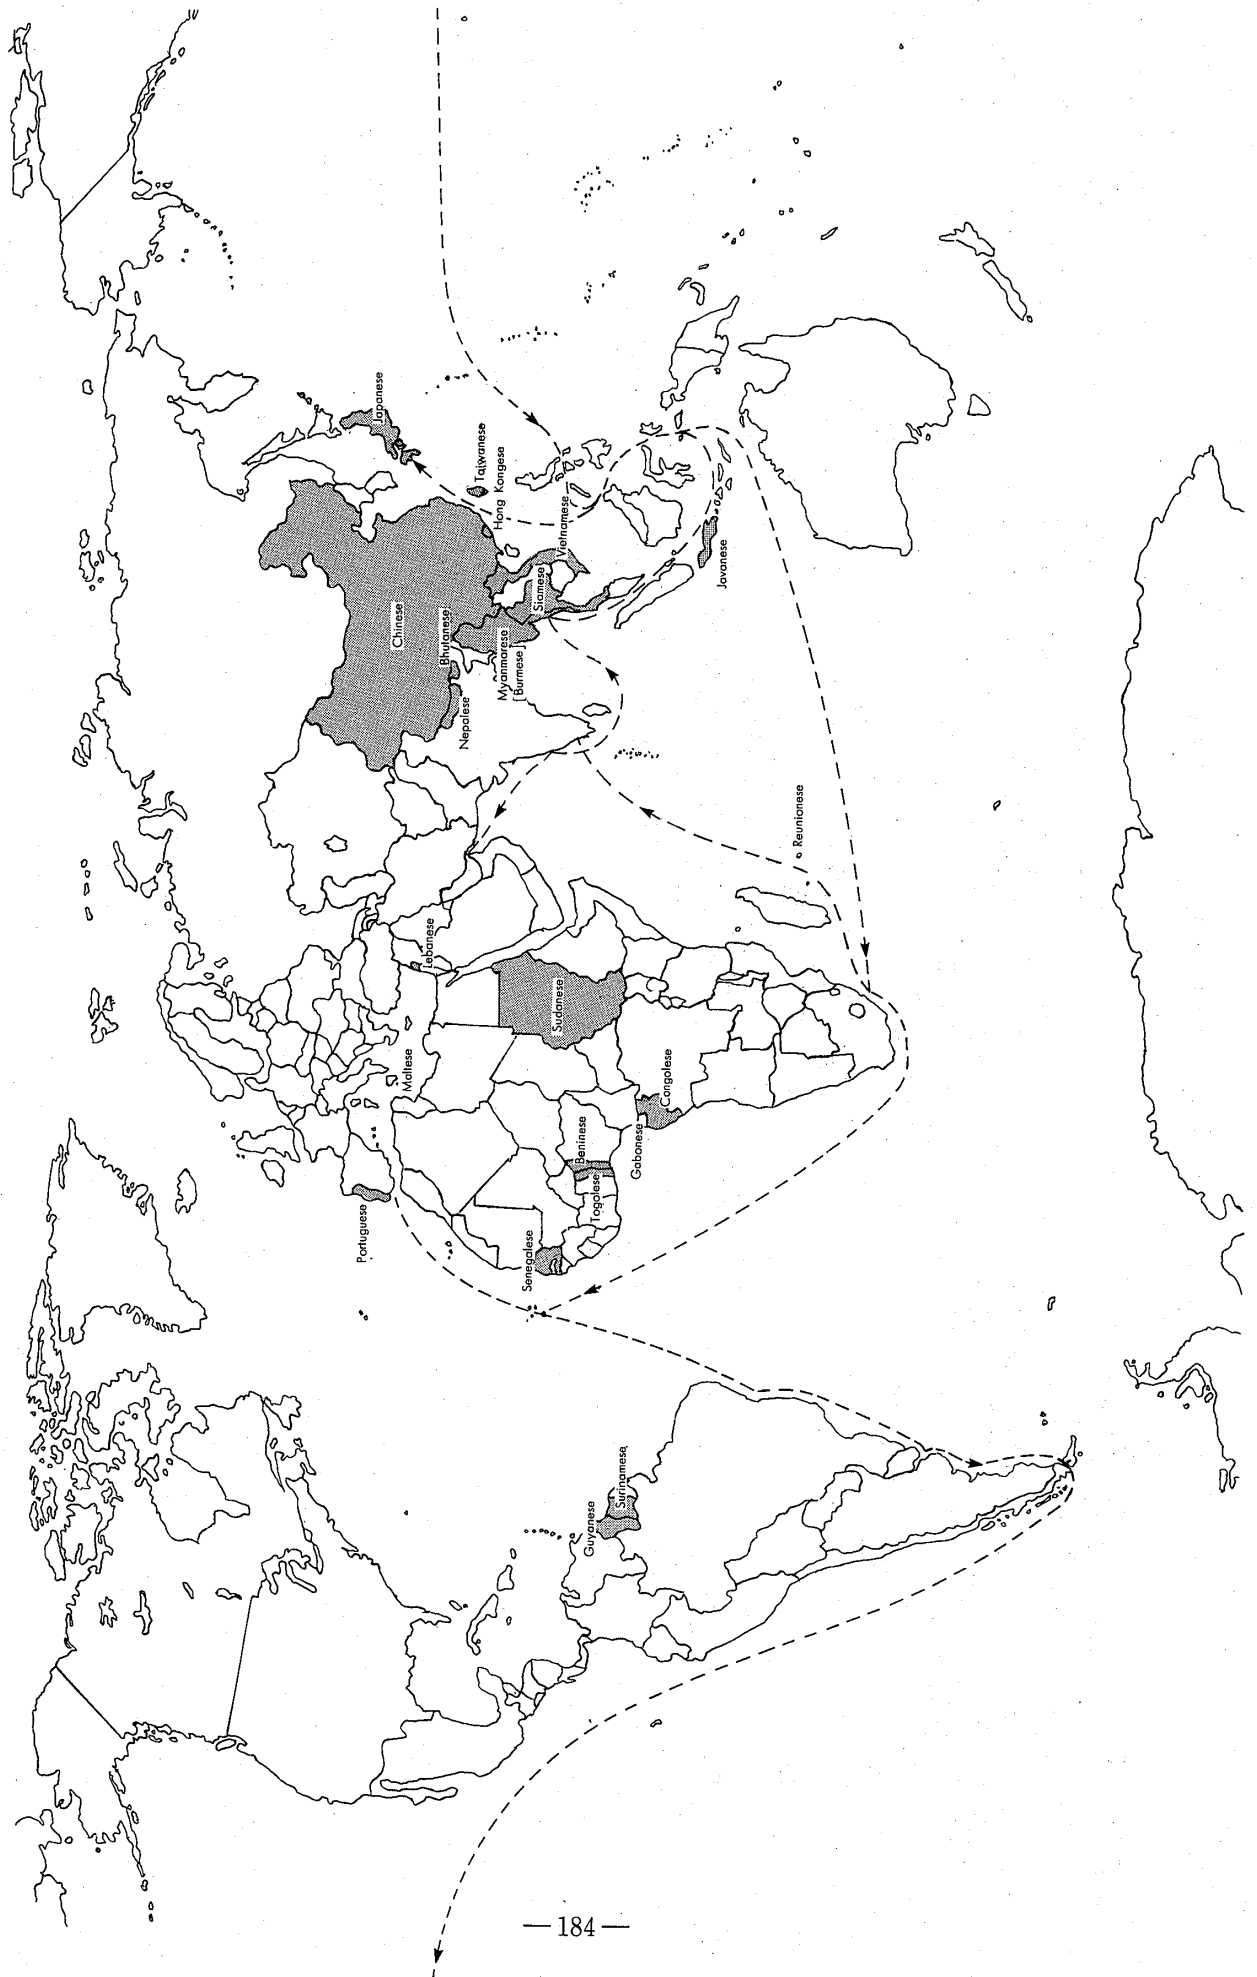 Japanese
Taiwanese
Hong Kongese
Vietnamese
Javanese
Siamese
Chinese
Bhutanese
Myanmarese
[Burmese]
Nepalese
Reunionese
Lebanese
Sudanese
Maltese
Congolese
Gabonese
Beninese
Togolese
Portuguese
Senegalese
Surinamese
Guyanese
—184—